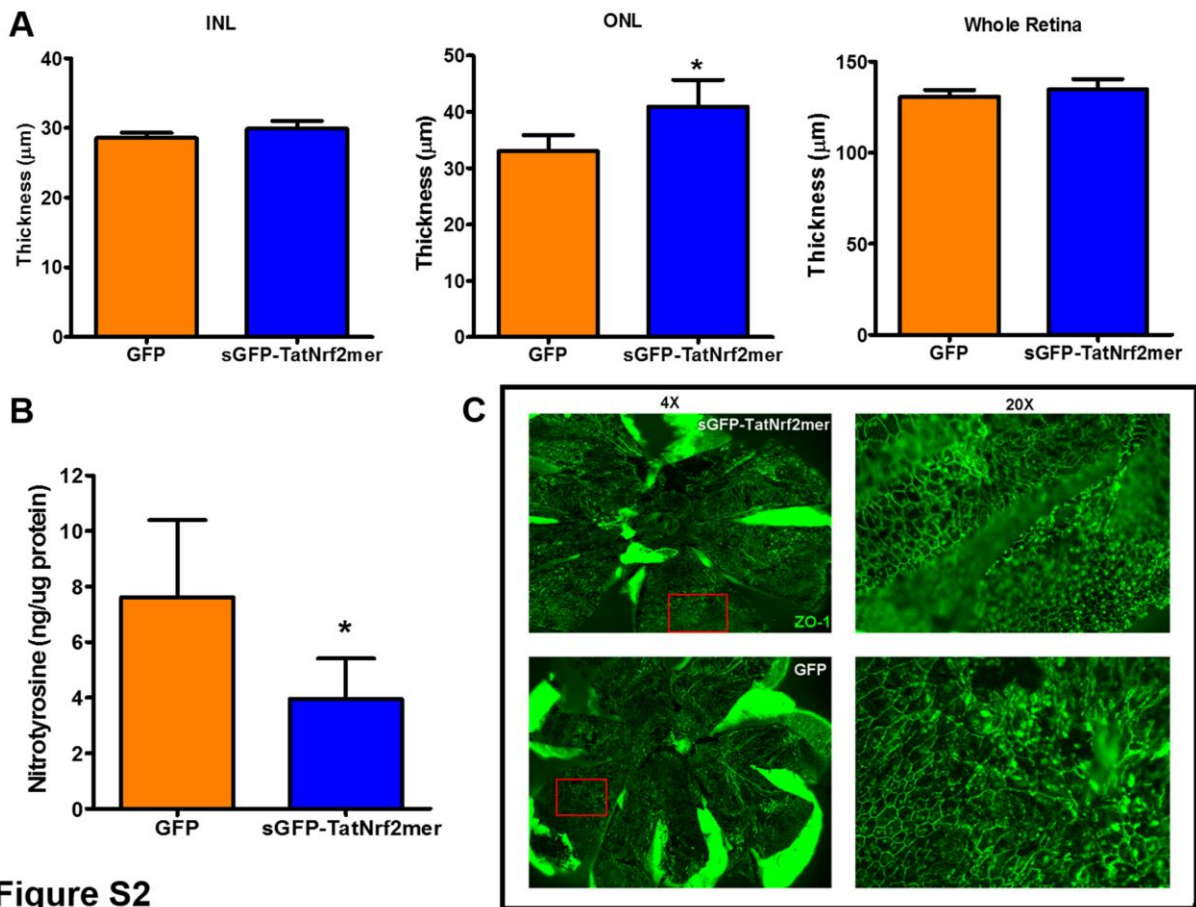 A
INL
Thickness (μm)
40
30
20
10
0
GFP
sGFP-TatNrf2mer
ONL
Thickness (μm)
50
40
30
20
10
0
*
GFP
sGFP-TatNrf2mer
Whole Retina
Thickness (μm)
150
100
50
0
GFP
sGFP-TatNrf2mer
B
Nitrotyrosine (ng/ug protein)
12
10
8
6
4
2
0
*
GFP
sGFP-TatNrf2mer
C
4X
20X
sGFP-TatNrf2mer
ZO-1
GFP
Figure S2